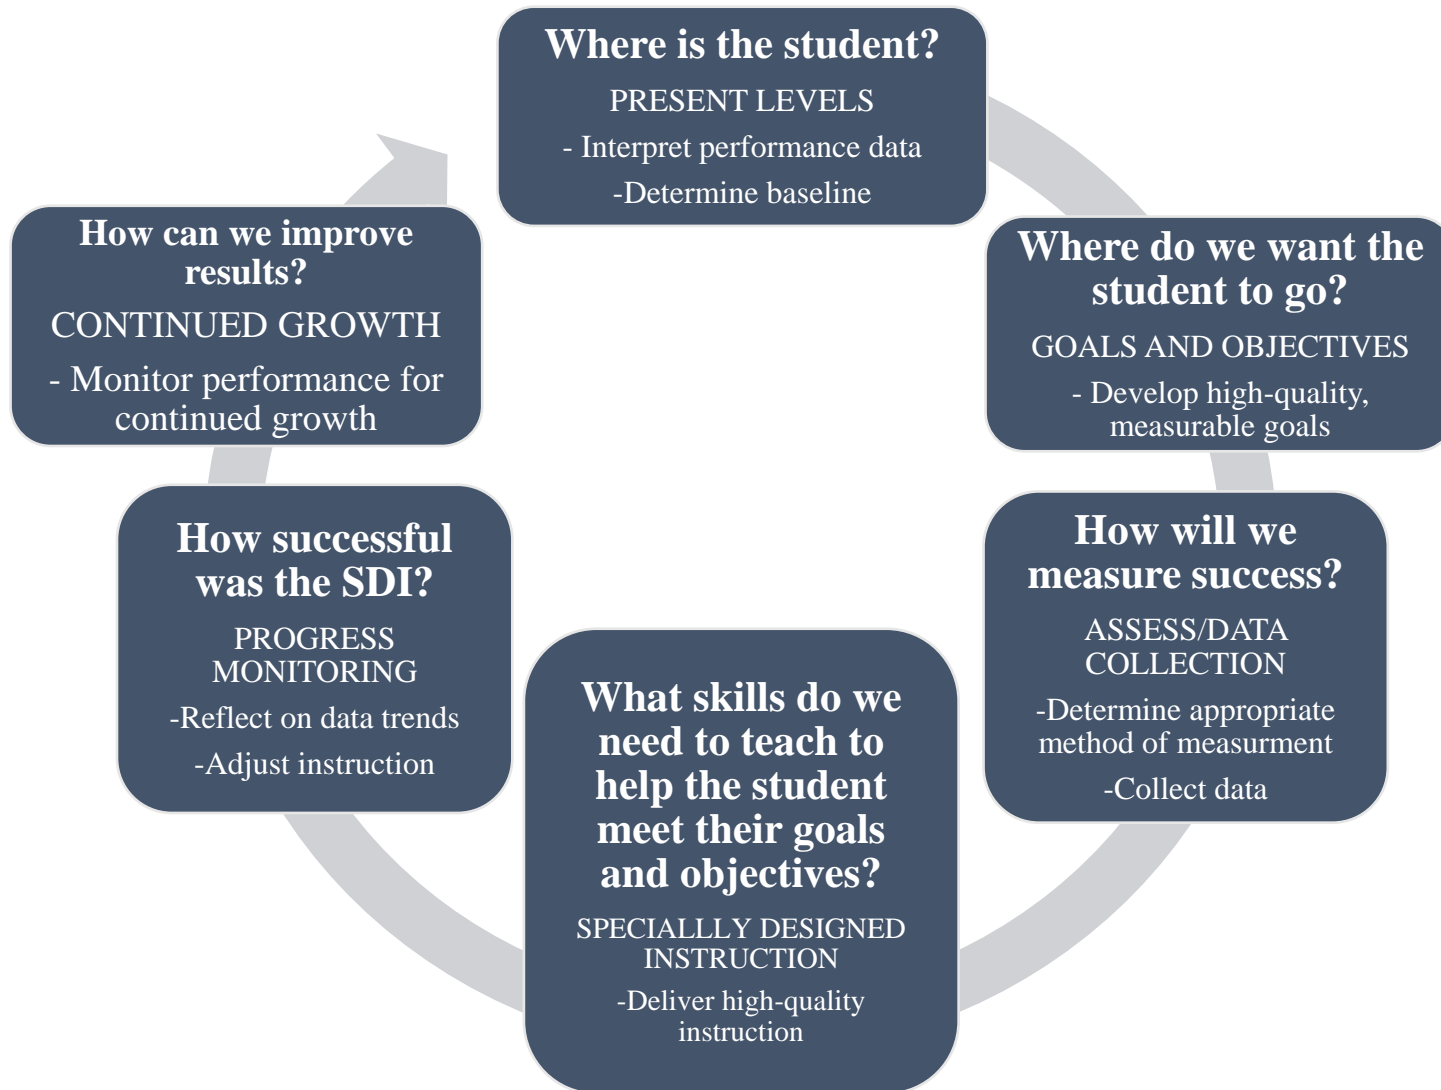 Where is the student?
PRESENT LEVELS
- Interpret performance data
-Determine baseline
Where do we want the
student to go?
GOALS AND OBJECTIVES
- Develop high-quality,
measurable goals
How will we
measure success?
ASSESS/DATA
COLLECTION
-Determine appropriate
method of measurment
-Collect data
What skills do we
need to teach to
help the student
meet their goals
and objectives?
SPECIALLLY DESIGNED
INSTRUCTION
-Deliver high-quality
instruction
How successful
was the SDI?
PROGRESS
MONITORING
-Reflect on data trends
-Adjust instruction
How can we improve
results?
CONTINUED GROWTH
- Monitor performance for
continued growth